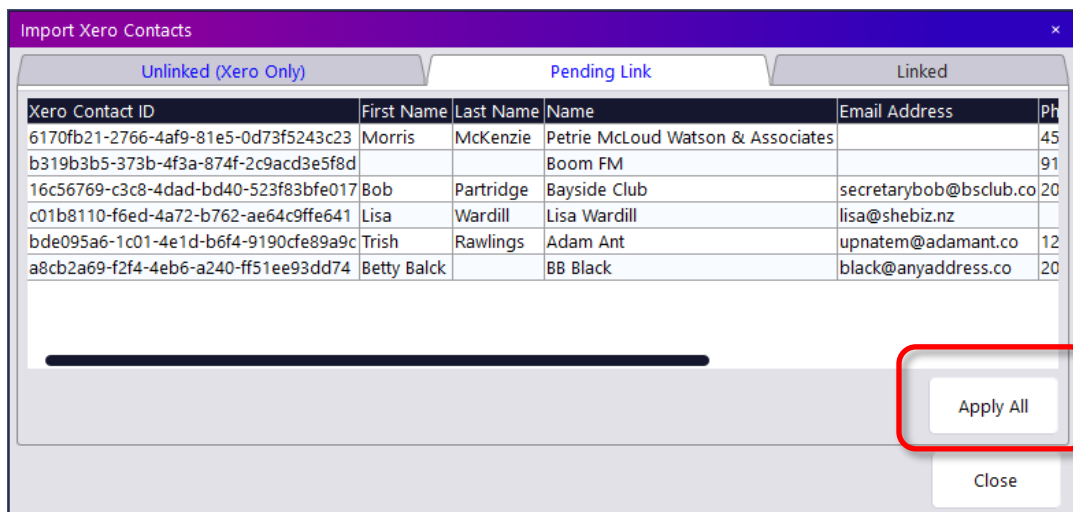 Import Xero Contacts ×
Unlinked (Xero Only) Pending Link Linked
Xero Contact ID First Name Last Name Name Email Address Ph
6170fb21-2766-4af9-81e5-0d73f5243c23 Morris McKenzie Petrie McLoud Watson & Associates 45
b319b3b5-373b-4f3a-874f-2c9acd3e5f8d Boom FM 91
16c56769-c3c8-4dad-bd40-523f83bfe017 Bob Partridge Bayside Club secretarybob@bsclub.co 20
c01b8110-f6ed-4a72-b762-ae64c9ffe641 Lisa Wardill Lisa Wardill lisa@shebiz.nz
bde095a6-1c01-4e1d-b6f4-9190cfe89a9c Trish Rawlings Adam Ant upnatem@adamant.co 12
a8cb2a69-f2f4-4eb6-a240-ff51ee93dd74 Betty Balck BB Black black@anyaddress.co 20
Apply All
Close